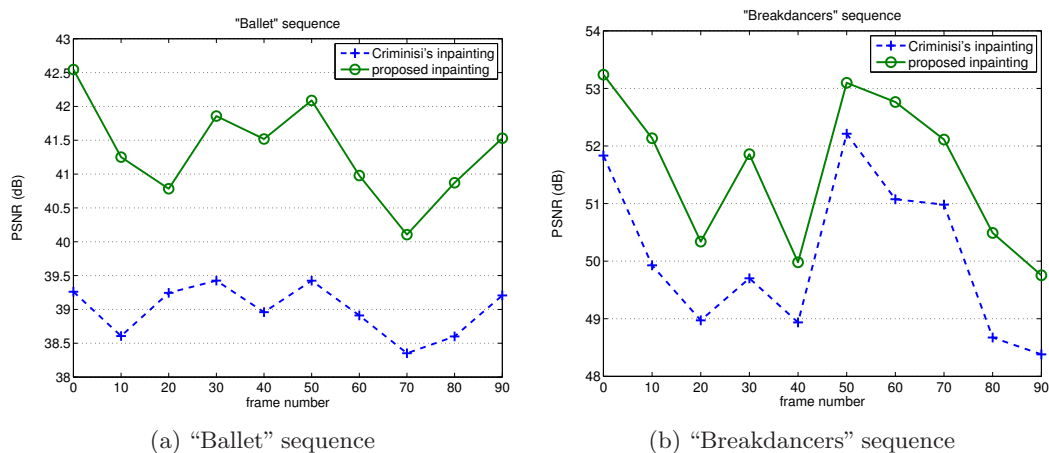 "Ballet" sequence
43
42.5
42
41.5
41
40.5
40
39.5
39
38.5
38
PSNR (dB)
Criminisi's inpainting
proposed inpainting
0 10 20 30 40 50 60 70 80 90
frame number
(a) “Ballet” sequence
"Breakdancers" sequence
54
53
52
51
50
49
48
PSNR (dB)
Criminisi's inpainting
proposed inpainting
0 10 20 30 40 50 60 70 80 90
frame number
(b) “Breakdancers” sequence